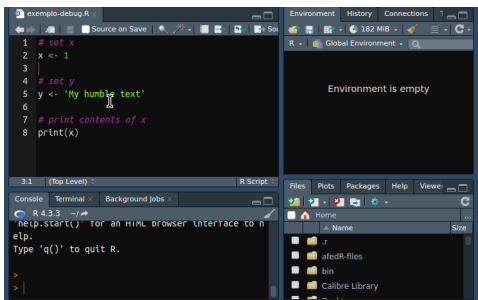 exemplo-debug.R
Source on Save
1 # set x
2 x <- 1
3
4 # set y
5 y <- 'My humble text'
6
7 # print contents of x
8 print(x)
3:1 (Top Level) R Script
Console Terminal Background Jobs
R 4.3.3 · ~/
help.start()' for an HTML browser interface to h
elp.
Type 'q()' to quit R.
>
>
Environment History Connections
182 MiB
R Global Environment
Environment is empty
Files Plots Packages Help Viewer
Home
Name Size
.r
afedR-files
bin
Calibre Library